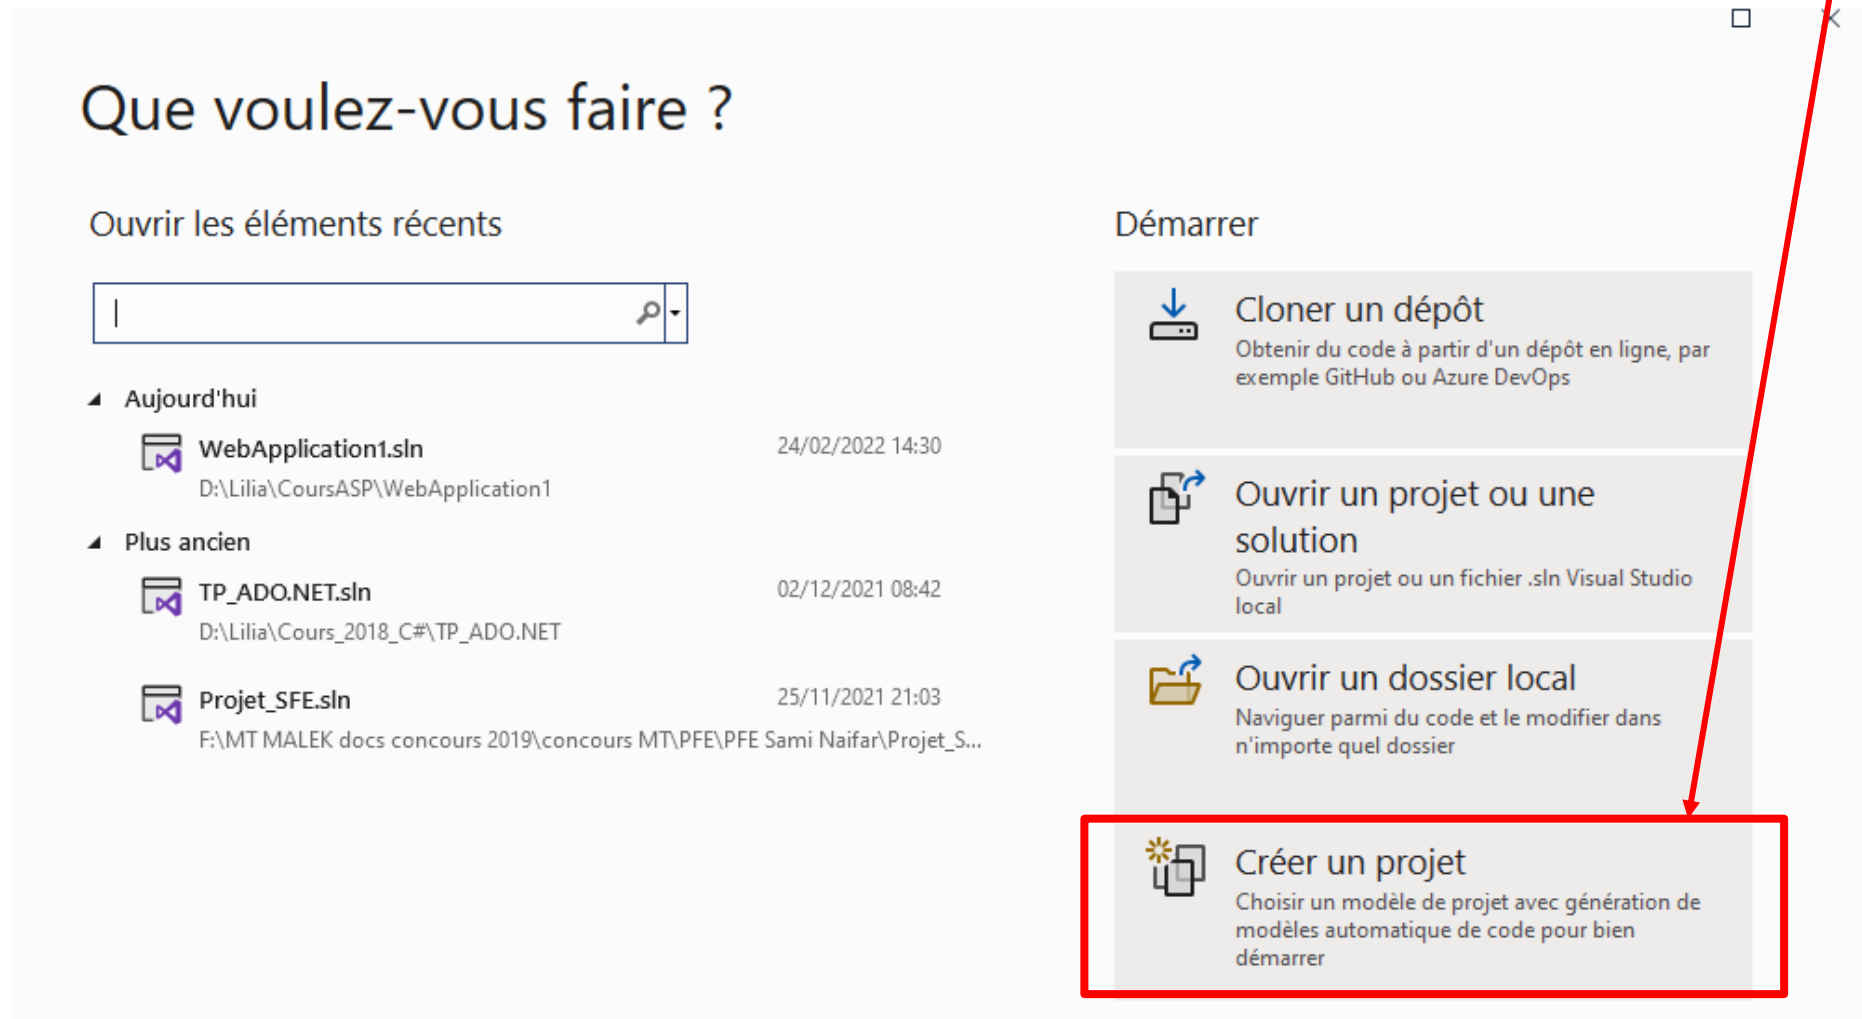 Que voulez-vous faire ?
Ouvrir les éléments récents
Aujourd'hui
WebApplication1.sln
24/02/2022 14:30
D:\Lilia\CoursASP\WebApplication1
Plus ancien
TP_ADO.NET.sln
02/12/2021 08:42
D:\Lilia\Cours_2018_C#\TP_ADO.NET
Projet_SFE.sln
25/11/2021 21:03
F:\MT MALEK docs concours 2019\concours MT\PFE\PFE Sami Naifar\Projet_S...
Démarrer
Cloner un dépôt
Obtenir du code à partir d'un dépôt en ligne, par
exemple GitHub ou Azure DevOps
Ouvrir un projet ou une
solution
Ouvrir un projet ou un fichier .sln Visual Studio
local
Ouvrir un dossier local
Naviguer parmi du code et le modifier dans
n'importe quel dossier
Créer un projet
Choisir un modèle de projet avec génération de
modèles automatique de code pour bien
démarrer